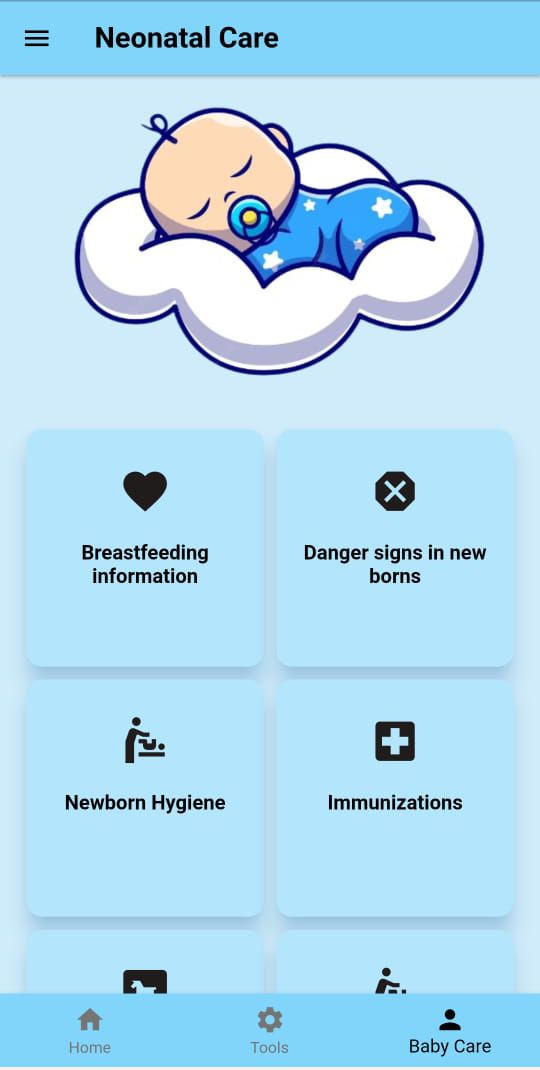 Neonatal Care
Breastfeeding
information
Danger signs in new
borns
Newborn Hygiene
Immunizations
Home
Tools
Baby Care